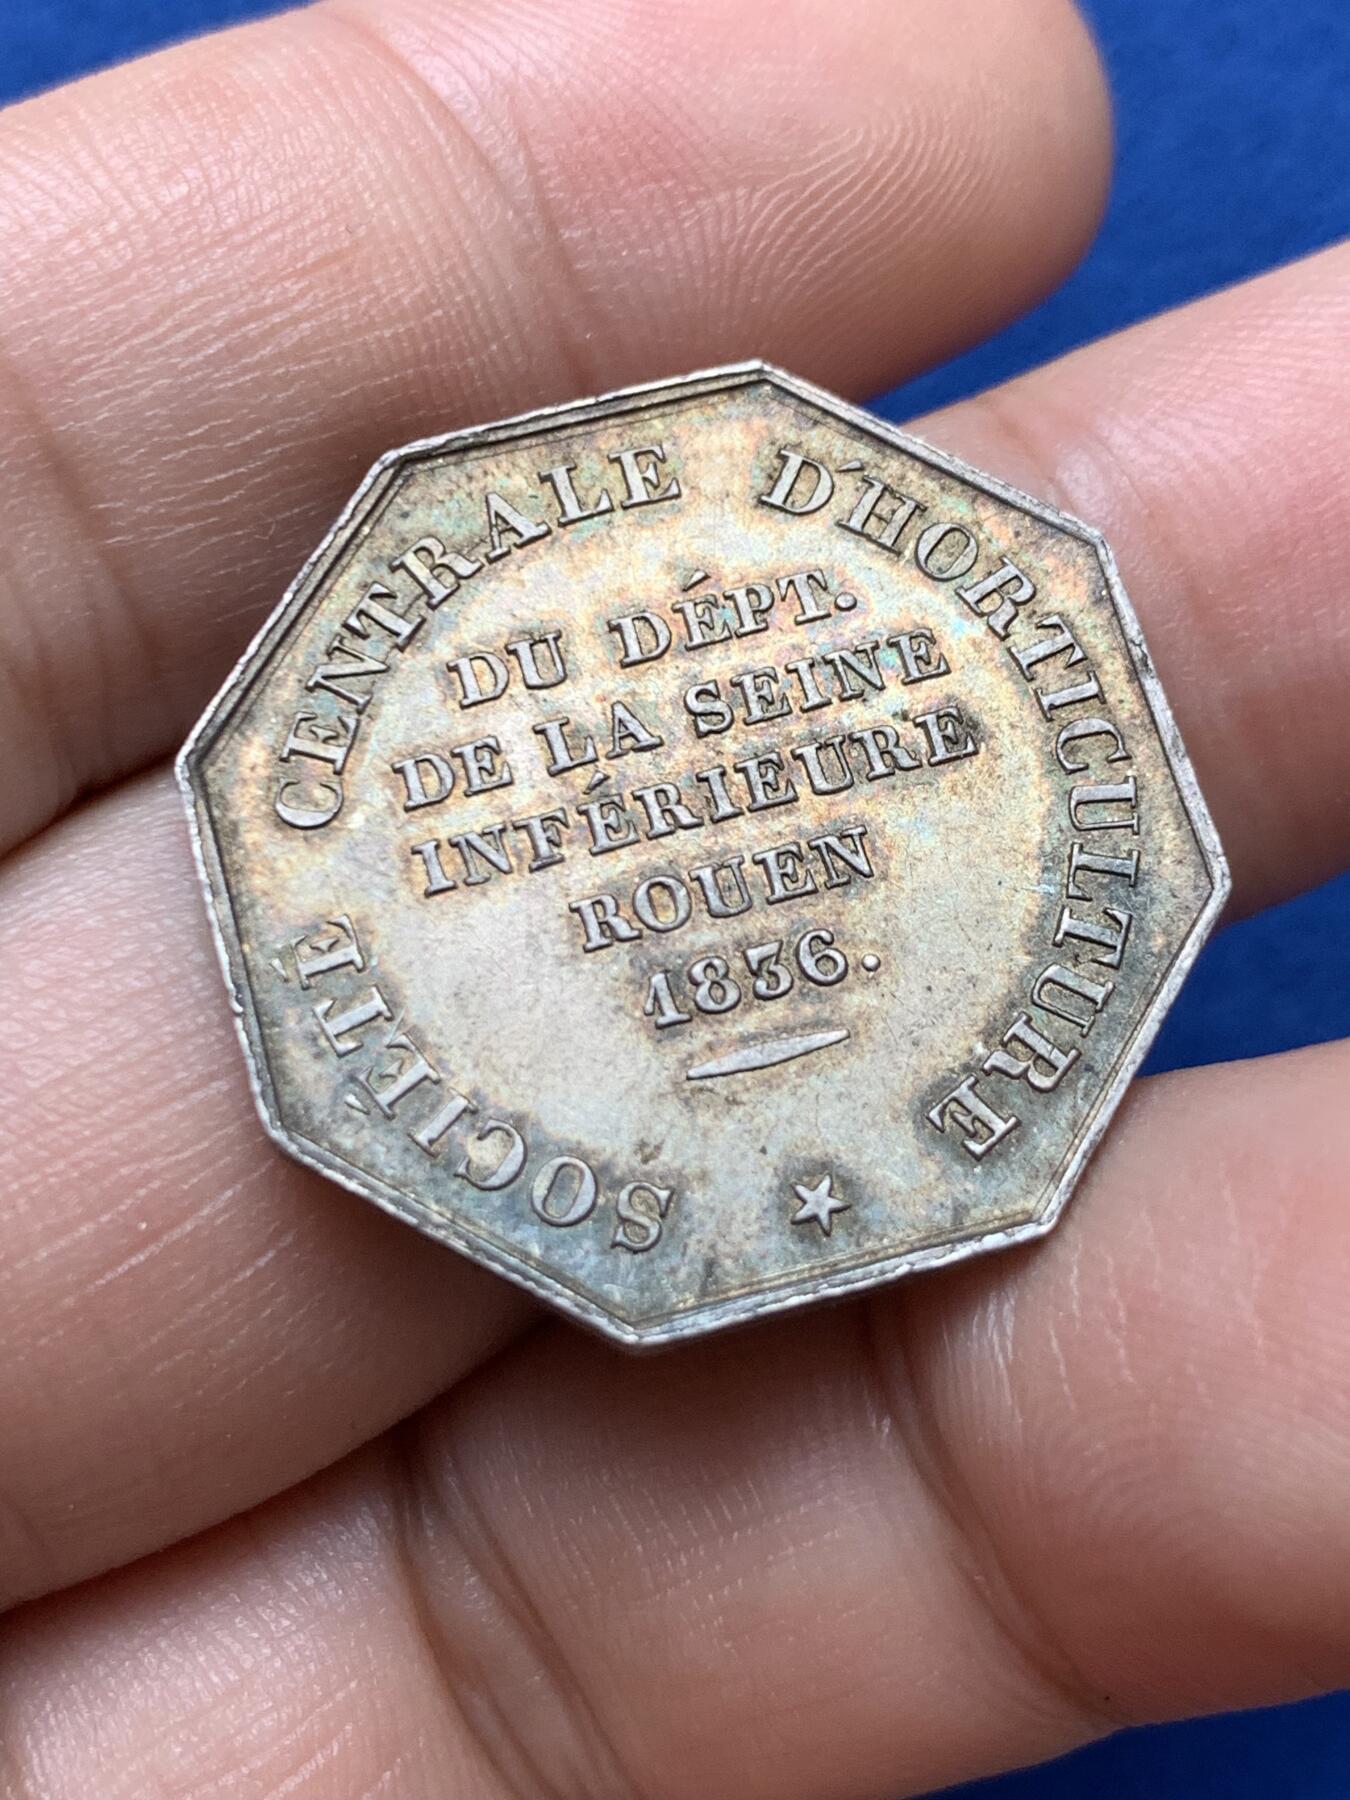 SOCIÉTÉ CENTRALE D'HORTICULTURE
DU DÉPT.
DE LA SEINE
INFÉRIEURE
ROUEN
1836.